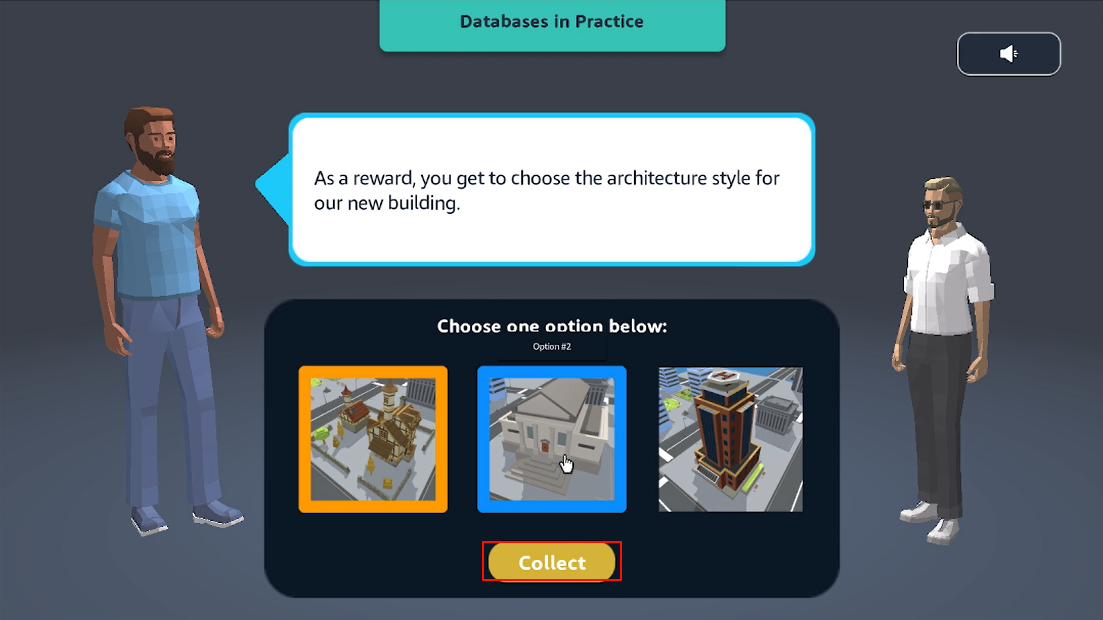 Databases in Practice
As a reward, you get to choose the architecture style for
our new building.
Choose one option below:
Option #2
Collect